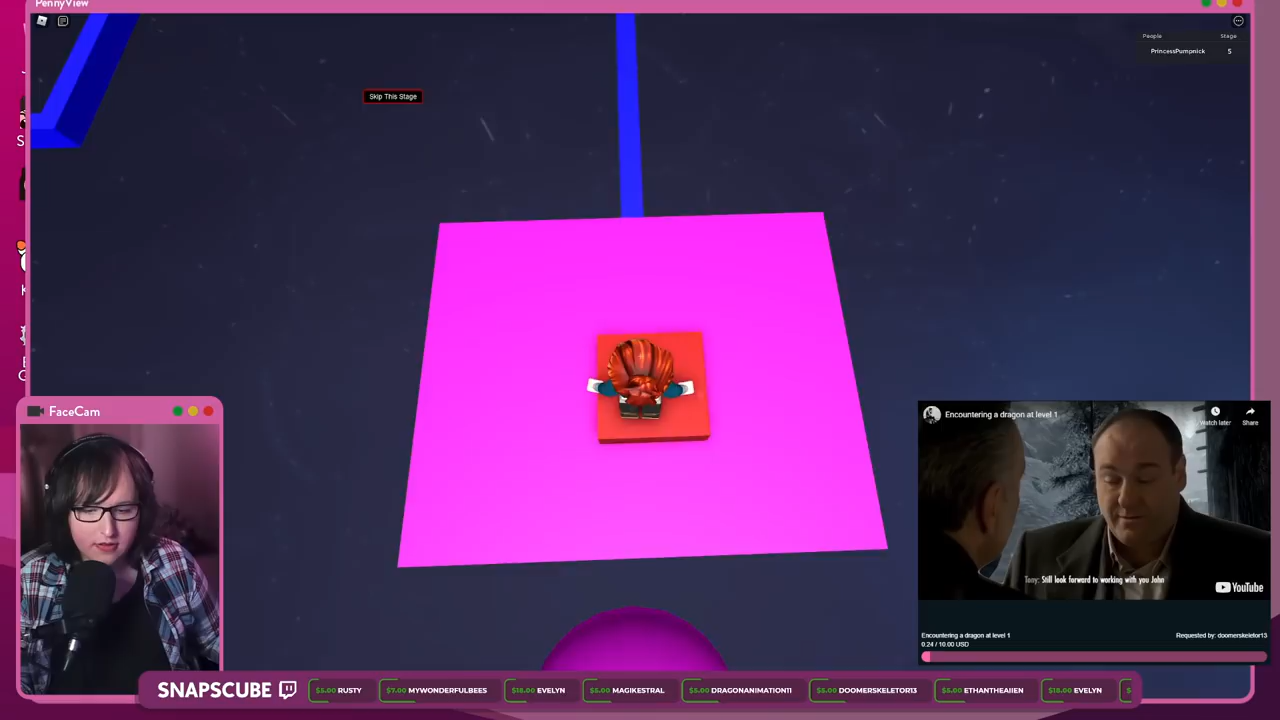 PennyView
People Stage
PrincessPumpnick 5
Skip This Stage
FaceCam
Encountering a dragon at level 1
Watch later
Share
Tony: Still look forward to working with you John
YouTube
Encountering a dragon at level 1
Requested by: doomerskeletor13
0.24 / 10.00 USD
SNAPSCUBE $5.00 RUSTY $7.00 MYWONDERFULBEES $18.00 EVELYN $5.00 MAGIKESTRAL $5.00 DRAGONANIMATION11 $5.00 DOOMERSKELETOR13 $5.00 ETHANTHEAIIEN $18.00 EVELYN